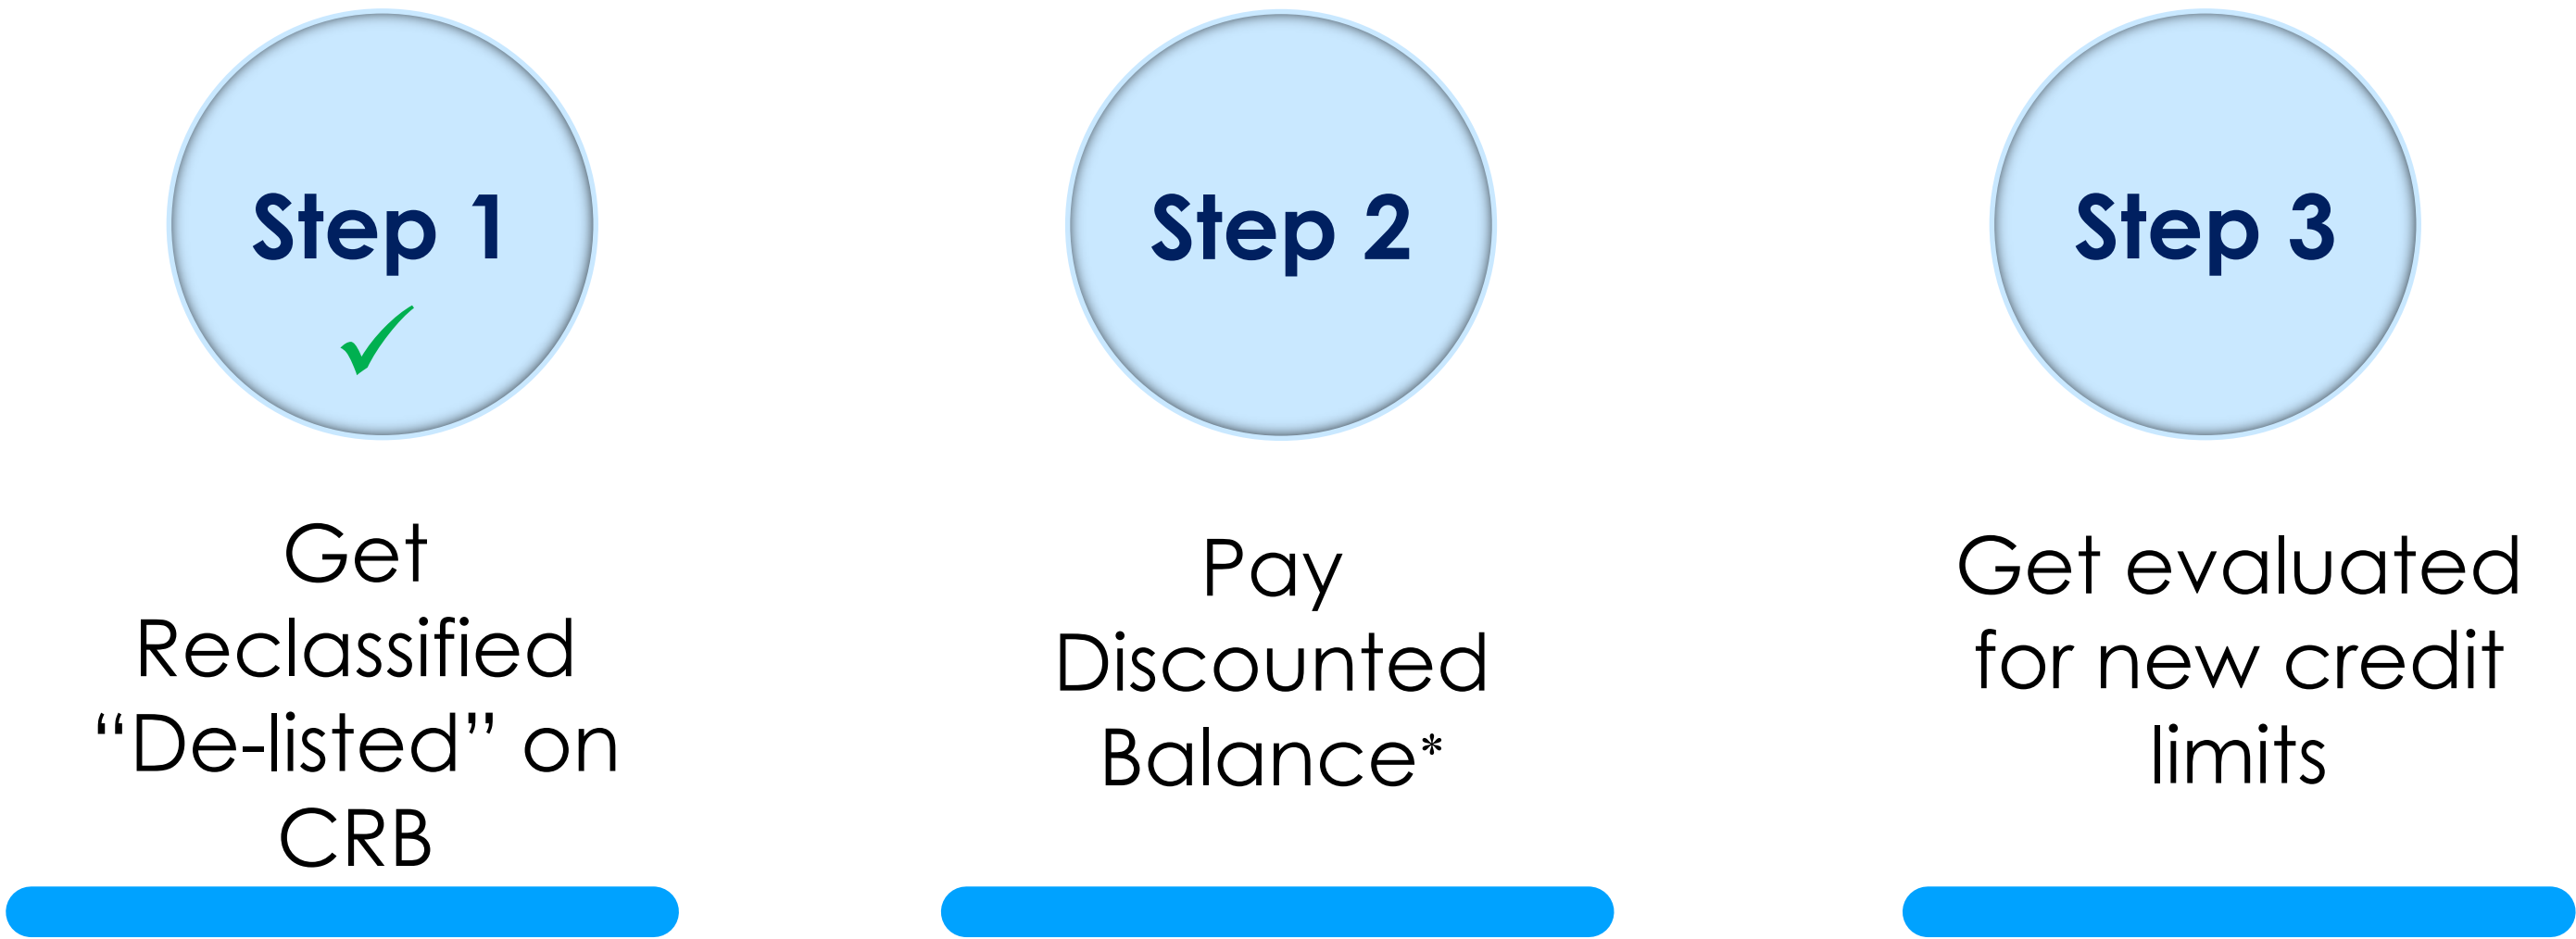 Step 1
✓
Get
Reclassified
“De-listed” on
CRB
Step 2
Pay
Discounted
Balance*
Step 3
Get evaluated
for new credit
limits